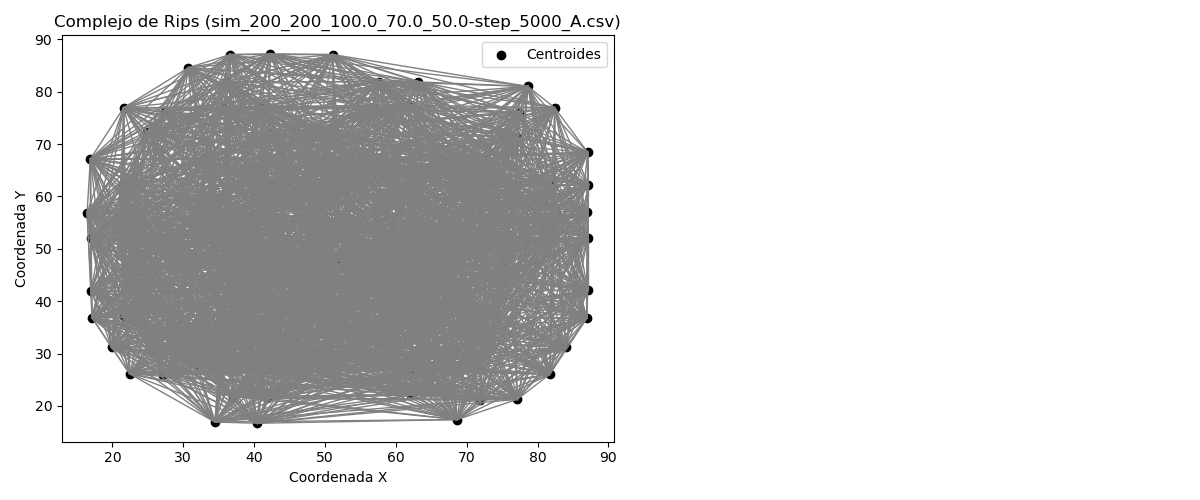 Complejo de Rips (sim_200_200_100.0_70.0_50.0-step_5000_A.csv)
Centroides
90
80
70
60
50
40
30
20
Coordenada Y
20 30 40 50 60 70 80 90
Coordenada X